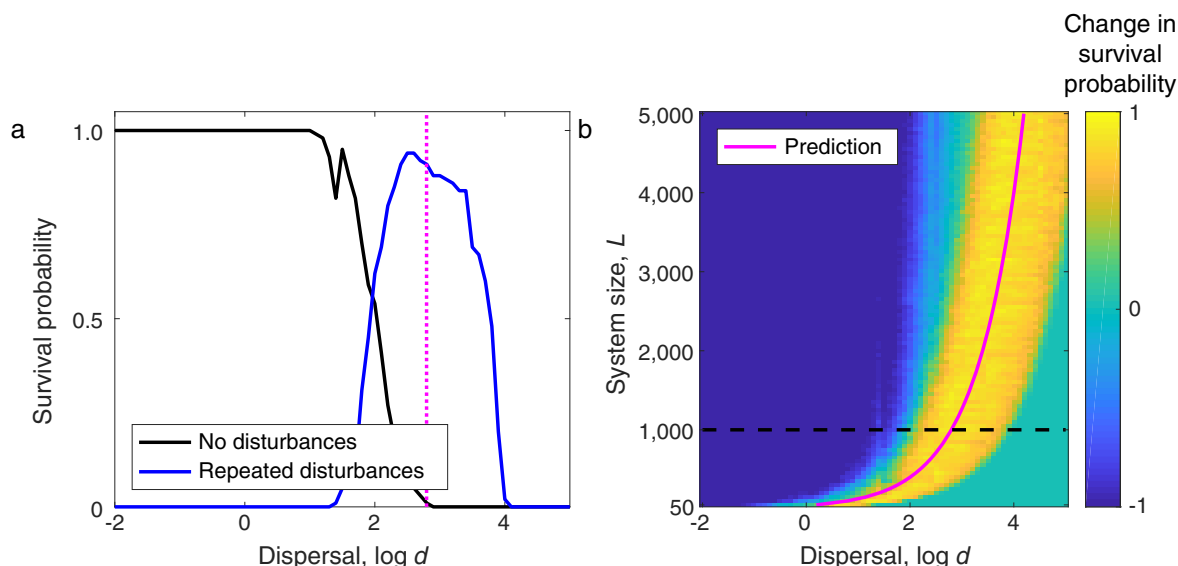 a
1.0
0.5
0
Survival probability
No disturbances
Repeated disturbances
-2
0
2
4
Dispersal, log d
b
5,000
4,000
3,000
2,000
1,000
50
System size, L
Prediction
-2
0
2
4
Dispersal, log d
Change in
survival
probability
1
0
-1